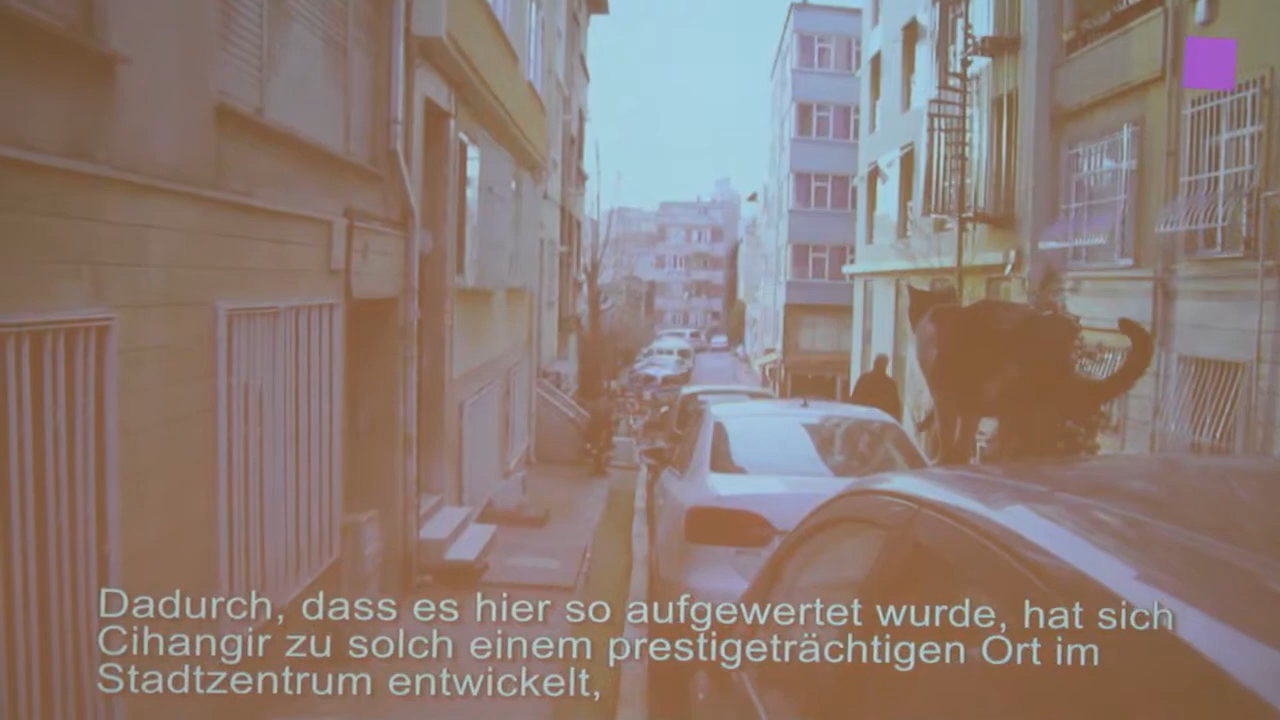 Dadurch, dass es hier so aufgewertet wurde, hat sich
Cihangir zu solch einem prestigeträchtigen Ort im
Stadtzentrum entwickelt,